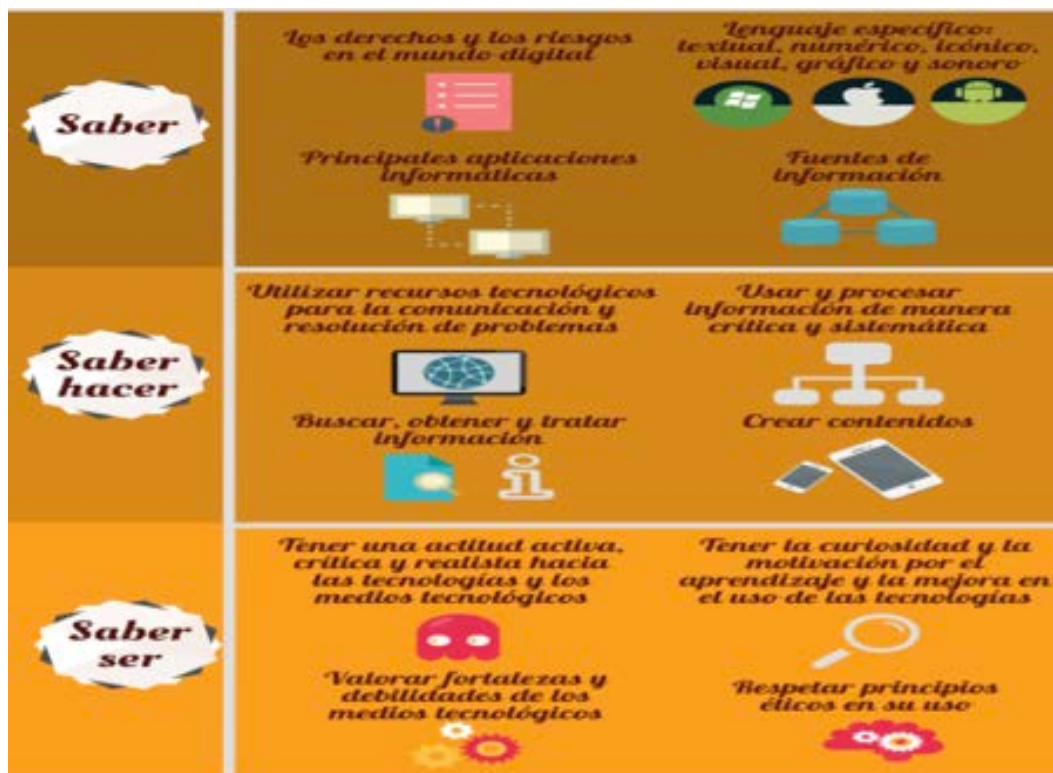 Saber
Los derechos y los riesgos
en el mundo digital
Lenguaje específico:
textual, numérico, icónico,
visual, gráfico y sonoro
Principales aplicaciones
informáticas
Fuentes de
información
Saber
hacer
Utilizar recursos tecnológicos
para la comunicación y
resolución de problemas
Usar y procesar
información de manera
crítica y sistemática
Buscar, obtener y tratar
información
Crear contenidos
Saber
ser
Tener una actitud activa,
crítica y realista hacia
las tecnologías y los
medios tecnológicos
Tener la curiosidad y la
motivación por el
aprendizaje y la mejora en
el uso de las tecnologías
Valorar fortalezas y
debilidades de los
medios tecnológicos
Respetar principios
éticos en su uso